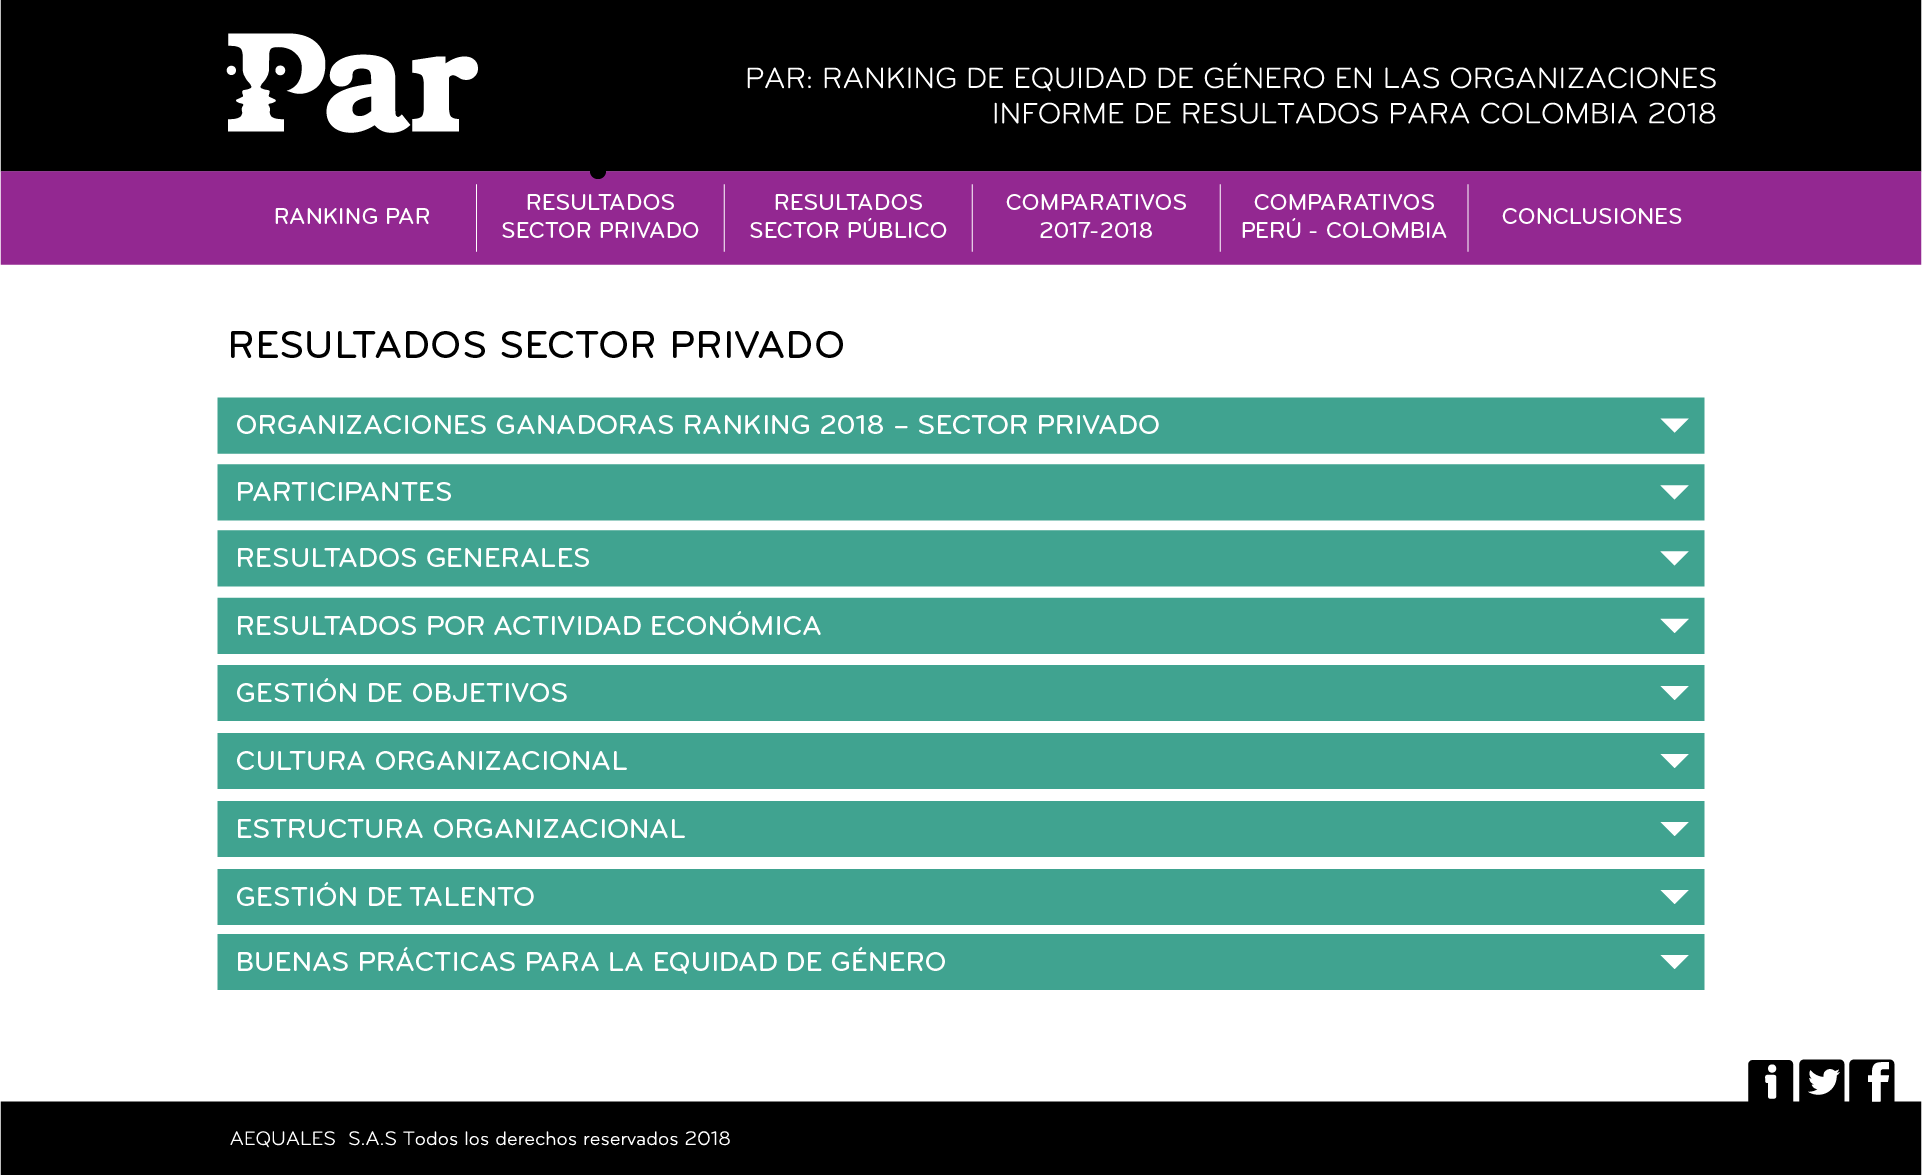 Par
PAR: RANKING DE EQUIDAD DE GÉNERO EN LAS ORGANIZACIONES
INFORME DE RESULTADOS PARA COLOMBIA 2018
RANKING PAR
RESULTADOS
SECTOR PRIVADO
RESULTADOS
SECTOR PÚBLICO
COMPARATIVOS
2017-2018
COMPARATIVOS
PERÚ - COLOMBIA
CONCLUSIONES
RESULTADOS SECTOR PRIVADO
ORGANIZACIONES GANADORAS RANKING 2018 – SECTOR PRIVADO
PARTICIPANTES
RESULTADOS GENERALES
RESULTADOS POR ACTIVIDAD ECONÓMICA
GESTIÓN DE OBJETIVOS
CULTURA ORGANIZACIONAL
ESTRUCTURA ORGANIZACIONAL
GESTIÓN DE TALENTO
BUENAS PRÁCTICAS PARA LA EQUIDAD DE GÉNERO
AEQUALES  S.A.S Todos los derechos reservados 2018